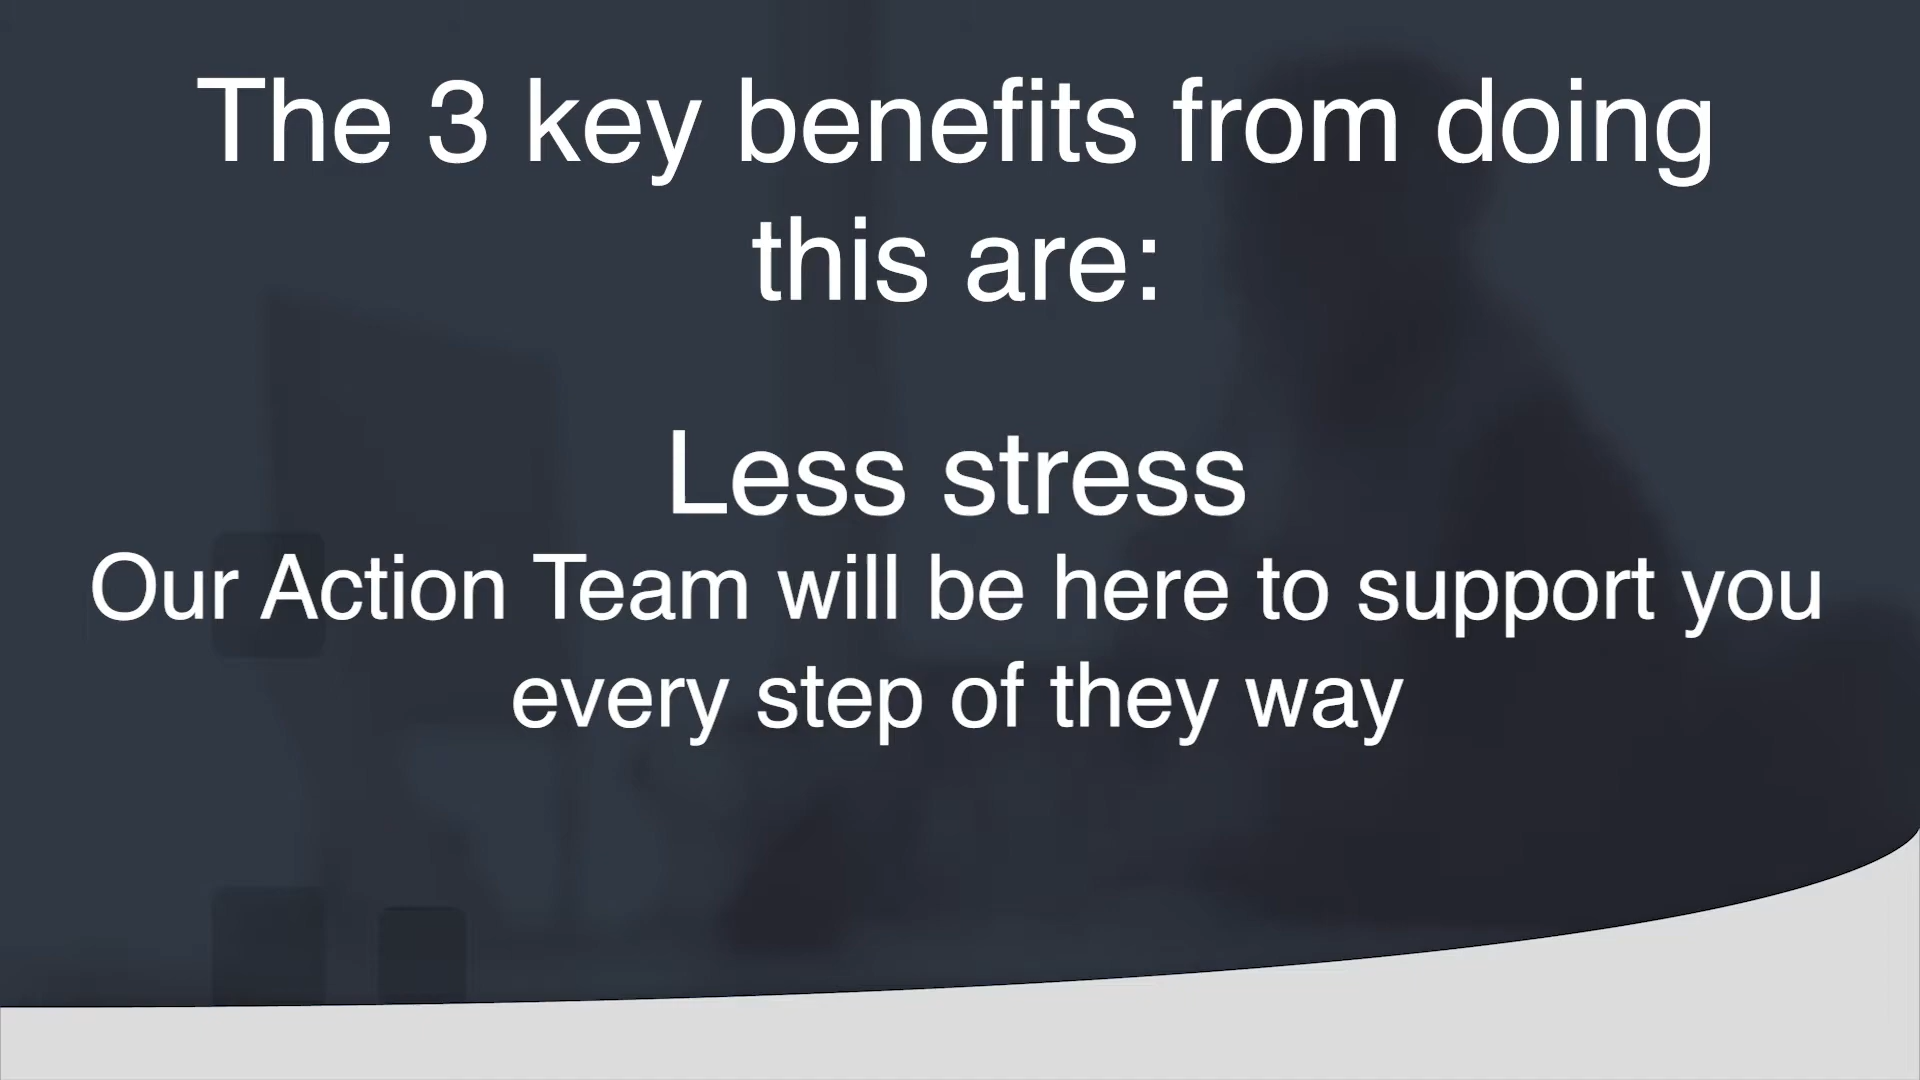 The 3 key benefits from doing
this are:
Less stress
Our Action Team will be here to support you
every step of they way